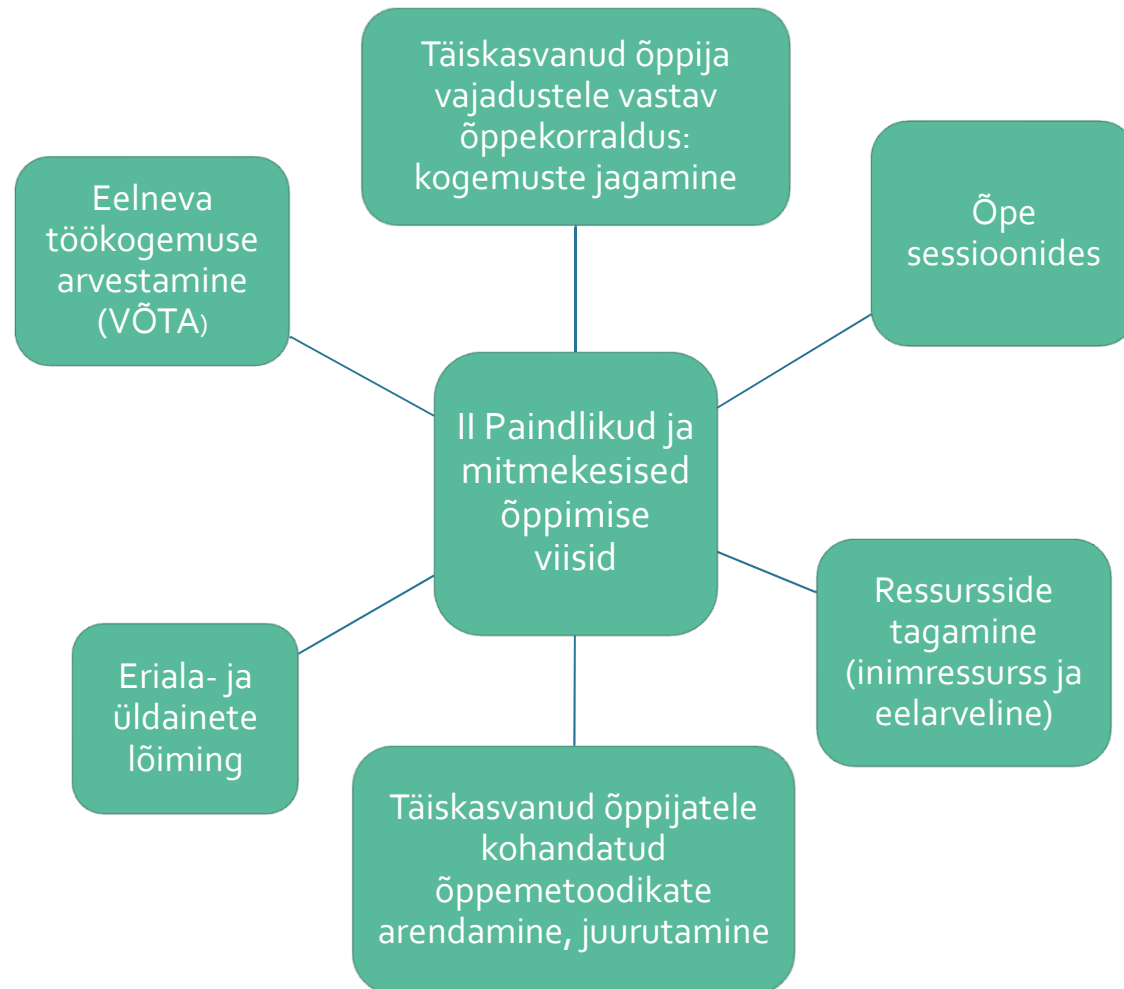 Täiskasvanud õppija
vajadustele vastav
õppekorraldus:
kogemuste jagamine
Õpe
sessioonides
Eelneva
töökogemuse
arvestamine
(VÕTA)
II Paindlikud ja
mitmekesised
õppimise
viisid
Ressursside
tagamine
(inimressurss ja
eelarveline)
Eriala- ja
üldainete
lõiming
Täiskasvanud õppijatele
kohandatud
õppemetoodikate
arendamine, juurutamine